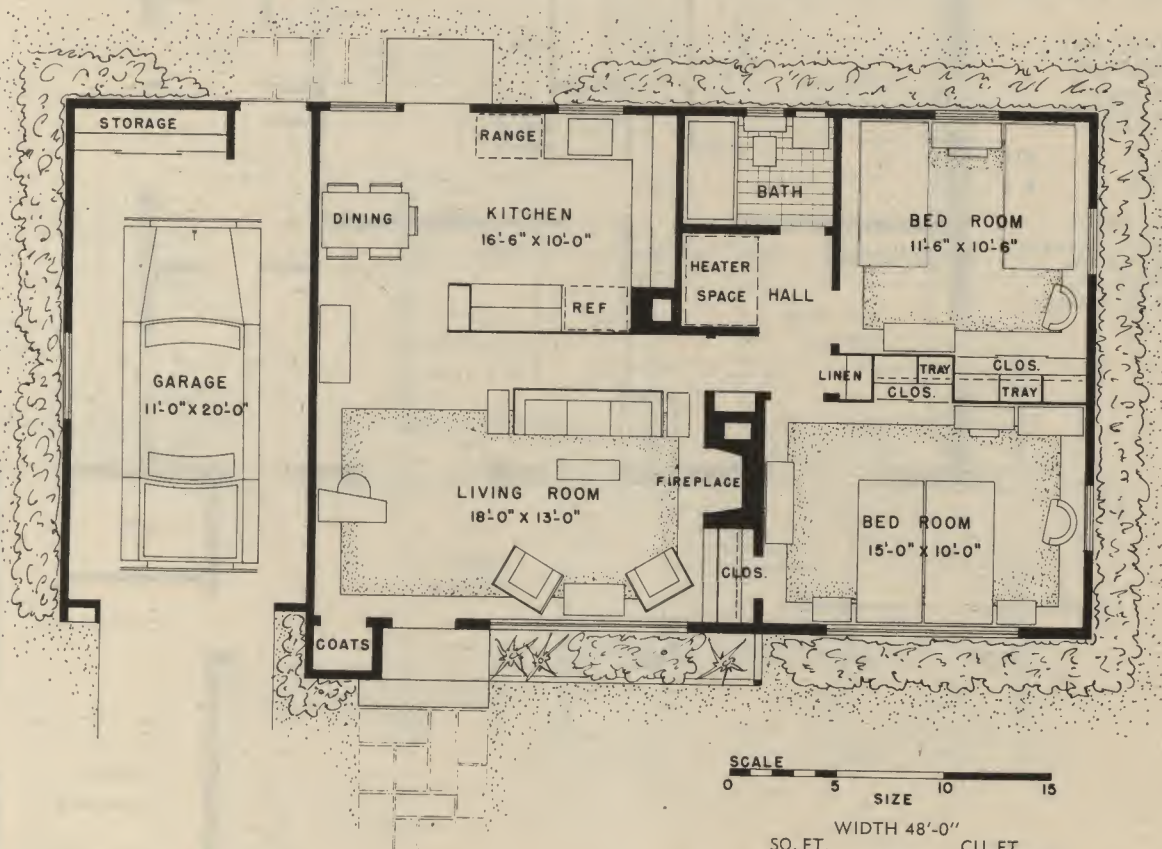 STORAGE
RANGE
BATH
DINING
KITCHEN
16'-6" X 10'-0"
BED ROOM
11'-6" X 10'-6"
HEATER
SPACE
HALL
REF
GARAGE
11'-0" X 20'-0"
LINEN
TRAY
CLOS.
CLOS.
TRAY
LIVING ROOM
18'-0" X 13'-0"
FIREPLACE
BED ROOM
15'-0" X 10'-0"
CLOS.
COATS
SCALE
0 5 10 15
SIZE
WIDTH 48'-0"
SQ. FT CU. FT